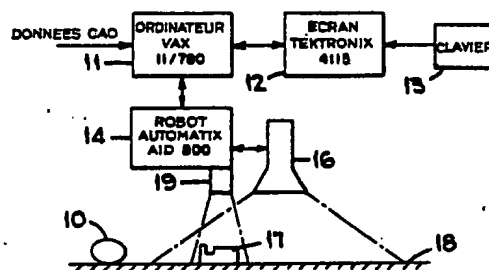 DONNEES CAO
ORDINATEUR
VAX
11/780
11
ECRAN
TEKTRONIX
4115
12
CLAVIER
13
ROBOT
AUTOMATIX
AID 800
14
16
19
10
17
18